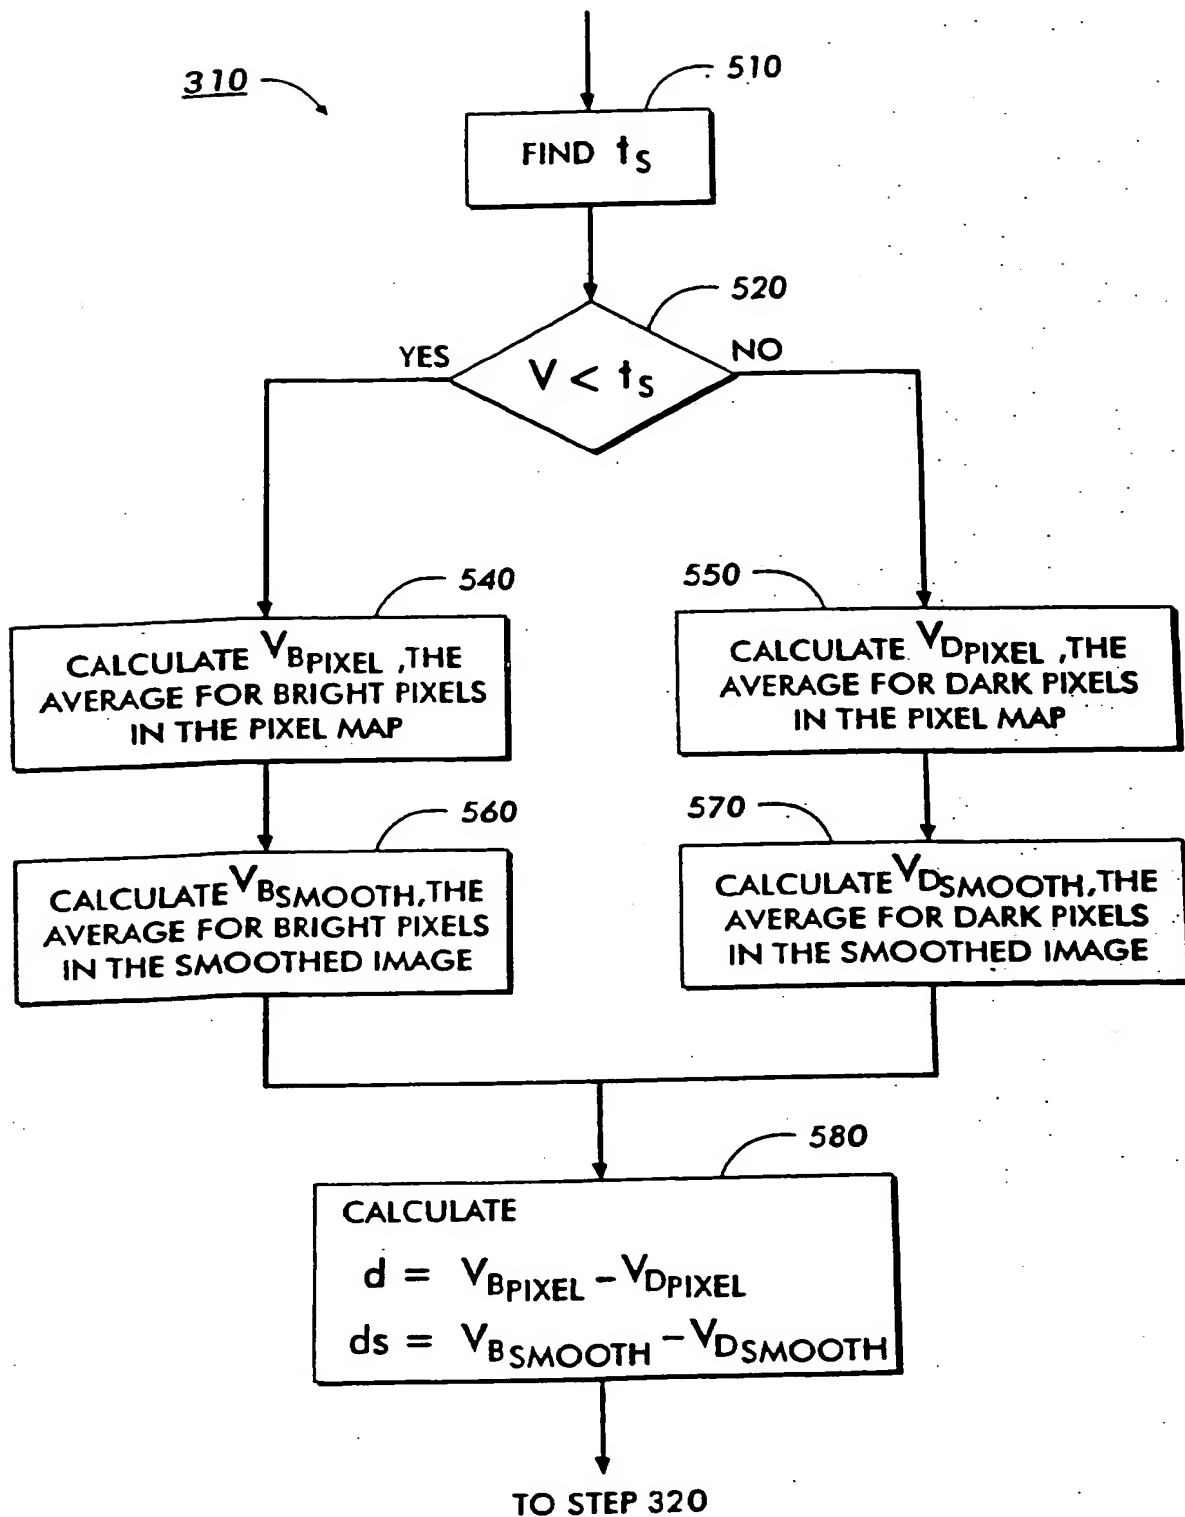 310
510
FIND tS
520
YES
NO
V < tS
540
550
CALCULATE VBPIXEL ,THE
AVERAGE FOR BRIGHT PIXELS
IN THE PIXEL MAP
CALCULATE VDPIXEL ,THE
AVERAGE FOR DARK PIXELS
IN THE PIXEL MAP
560
570
CALCULATE VBSMOOTH,THE
AVERAGE FOR BRIGHT PIXELS
IN THE SMOOTHED IMAGE
CALCULATE VDSMOOTH,THE
AVERAGE FOR DARK PIXELS
IN THE SMOOTHED IMAGE
580
CALCULATE
d = VBPIXEL - VDPIXEL
ds = VBSMOOTH - VDSMOOTH
TO STEP 320